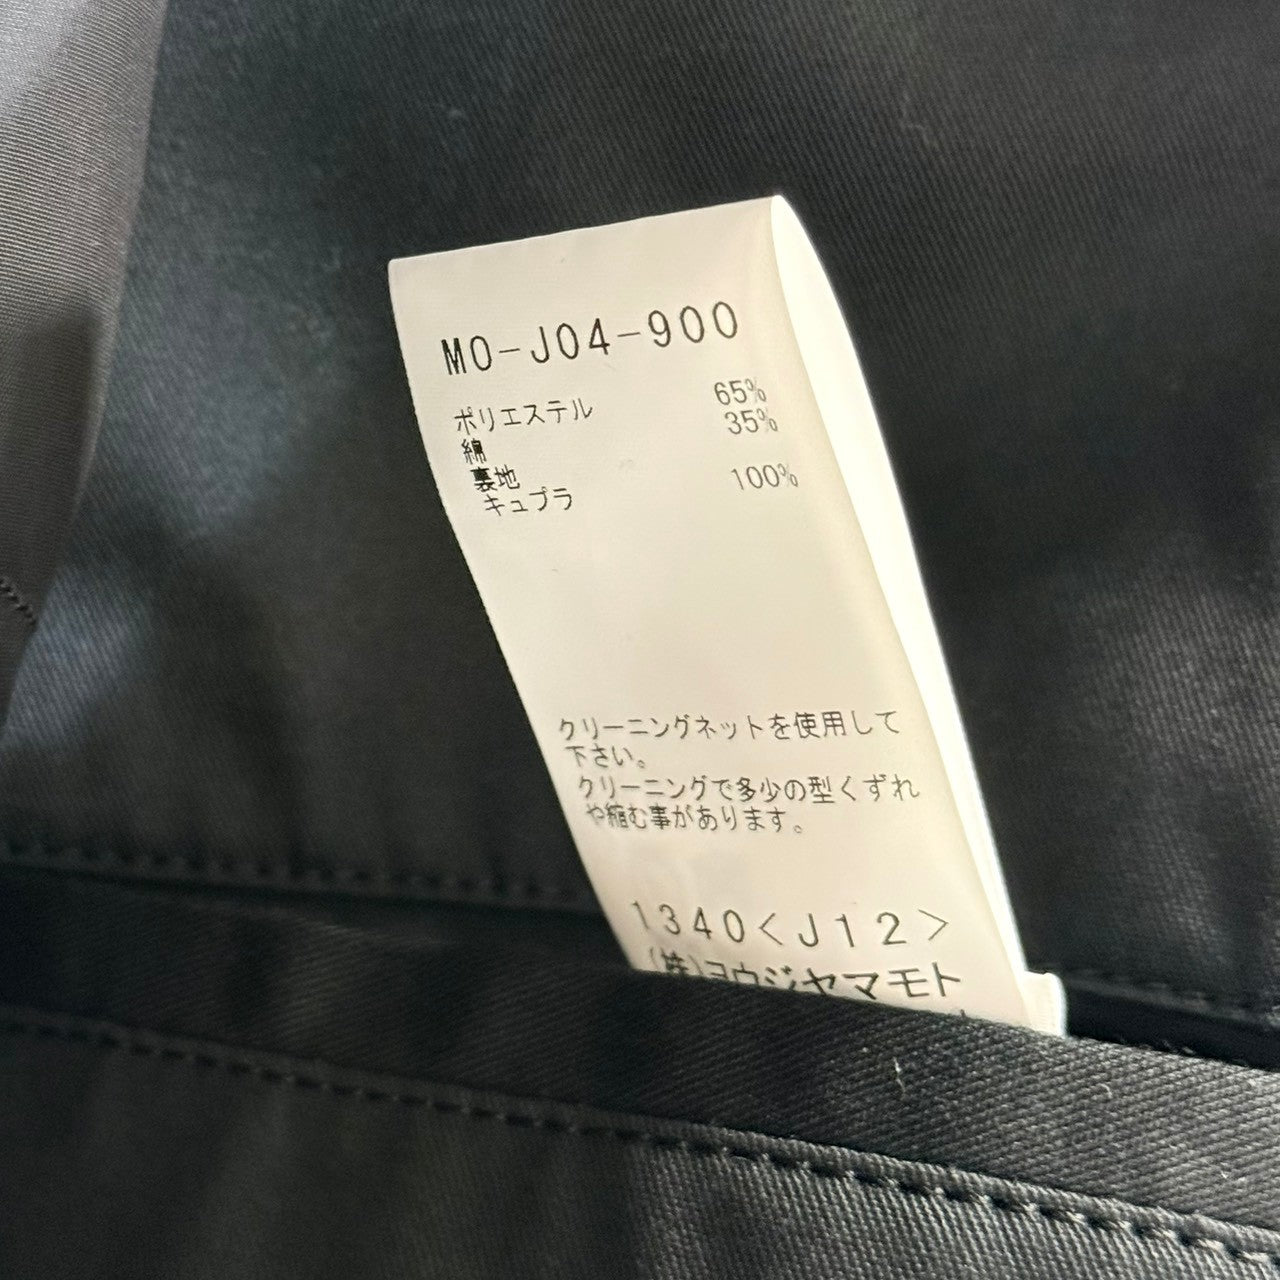 MO-J04-900
ポリエステル 65%
綿 35%
裏地
キュプラ 100%
クリーニングネットを使用して
下さい。
クリーニングで多少の型くずれ
や縮む事があります。
1340<J12>
(株)ヨウジヤマモト